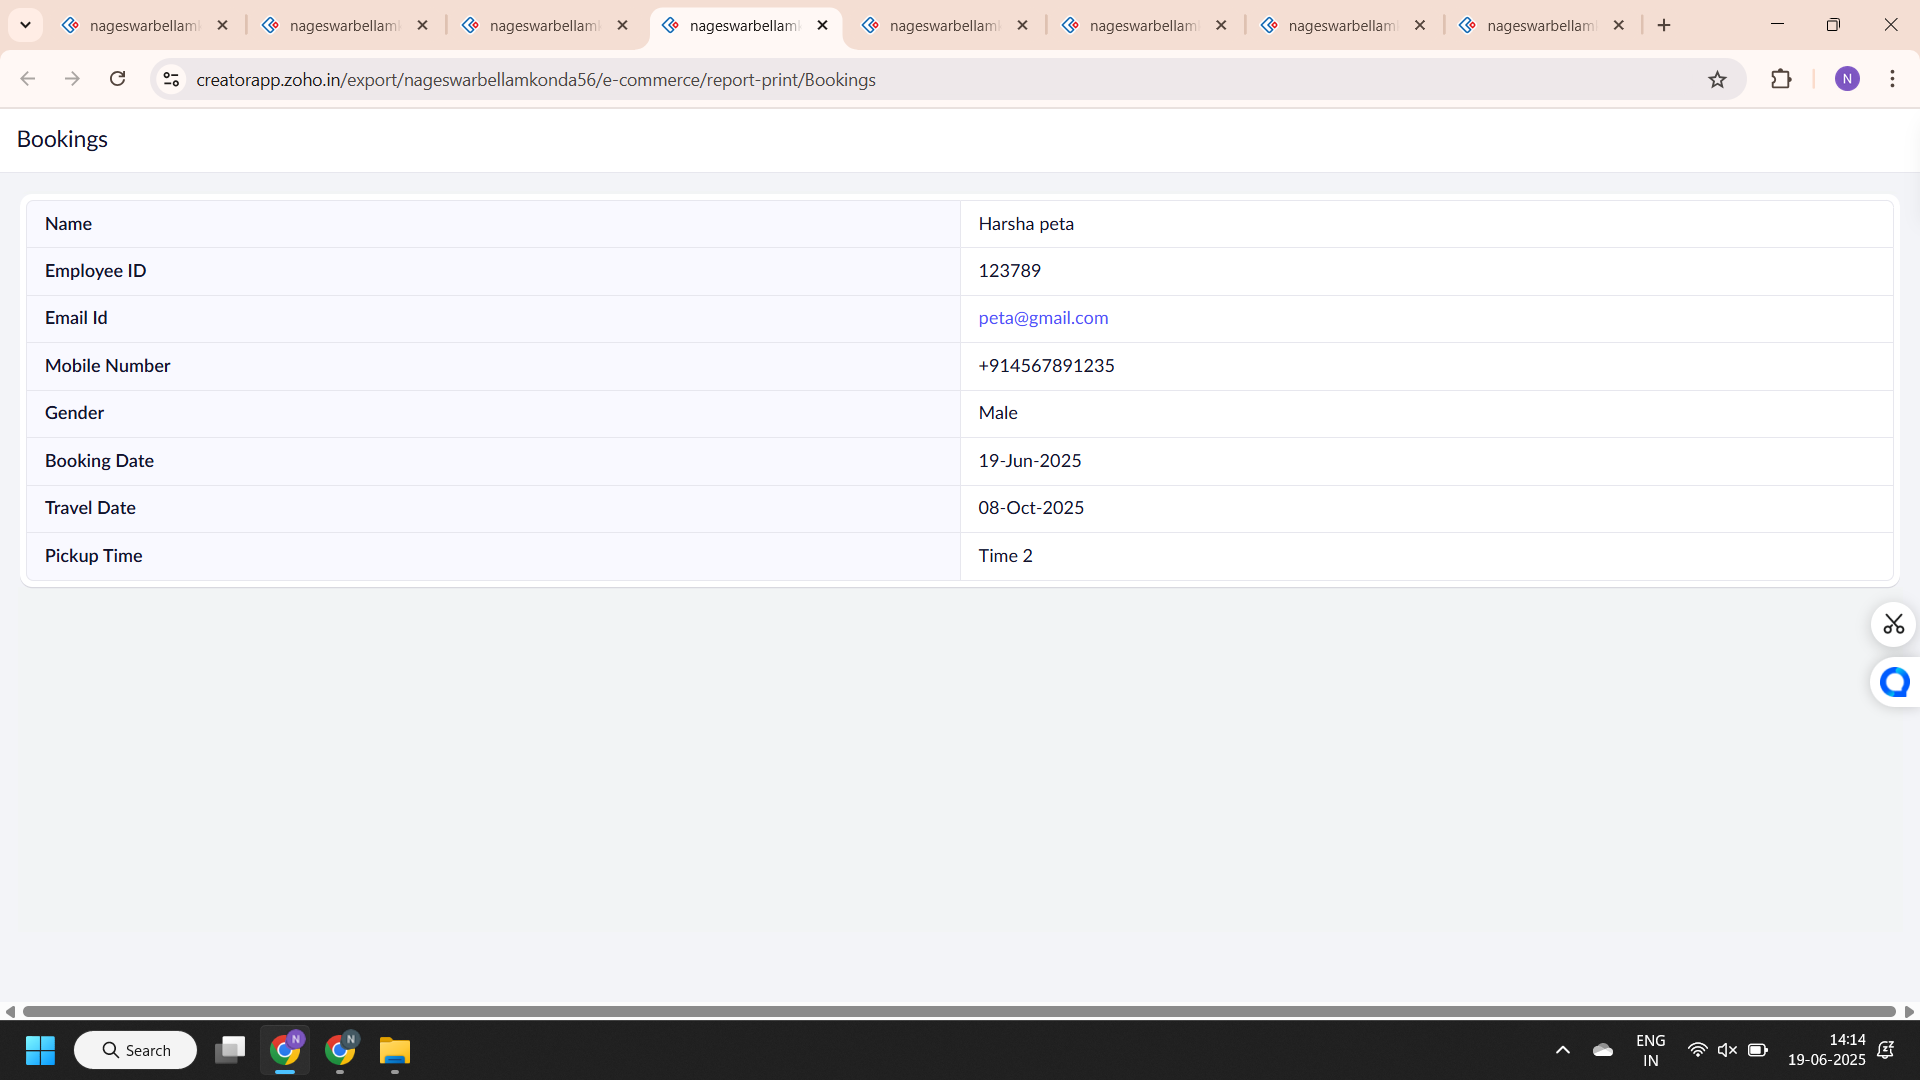 nageswarbellam
nageswarbellam
nageswarbellam
nageswarbellam
nageswarbellam
nageswarbellam
nageswarbellam
nageswarbellam
creatorapp.zoho.in/export/nageswarbellamkonda56/e-commerce/report-print/Bookings
N
Bookings
Name Harsha peta
Employee ID 123789
Email Id peta@gmail.com
Mobile Number +914567891235
Gender Male
Booking Date 19-Jun-2025
Travel Date 08-Oct-2025
Pickup Time Time 2
Search
N
N
ENG
IN
14:14
19-06-2025